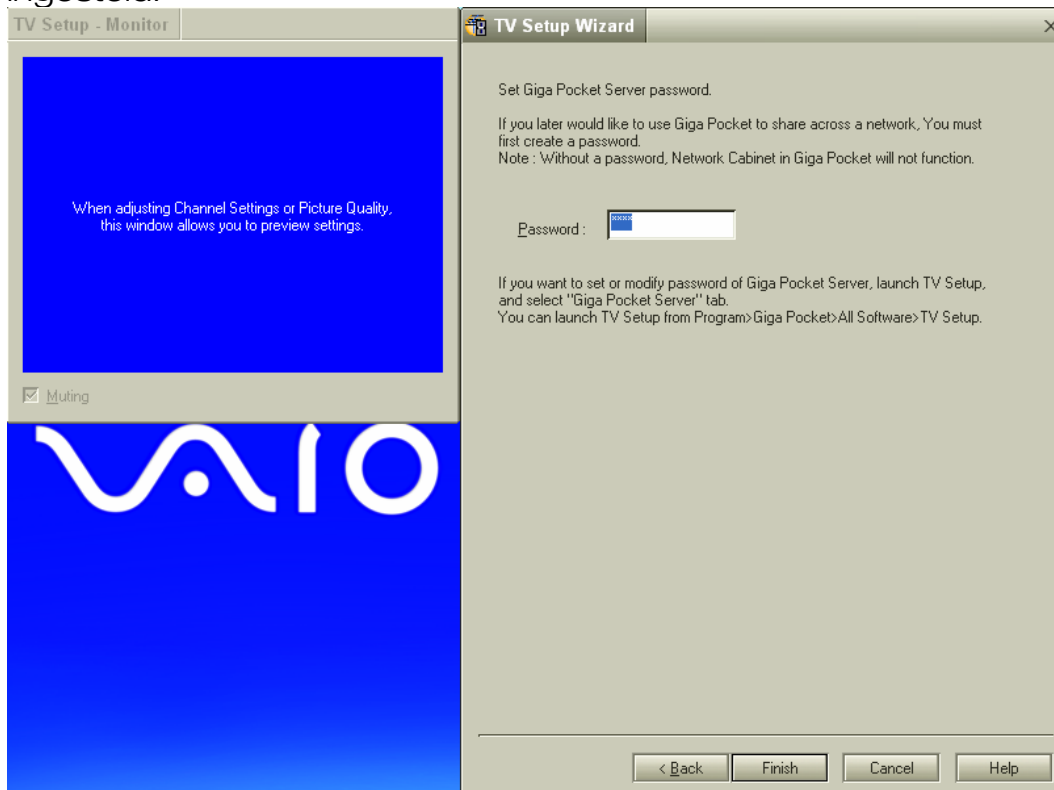 ingesteld.
TV Setup - Monitor
When adjusting Channel Settings or Picture Quality,
this window allows you to preview settings.
Muting
VAIO
TV Setup Wizard
Set Giga Pocket Server password.
If you later would like to use Giga Pocket to share across a network, You must
first create a password.
Note : Without a password, Network Cabinet in Giga Pocket will not function.
Password : xxxx
If you want to set or modify password of Giga Pocket Server, launch TV Setup,
and select "Giga Pocket Server" tab.
You can launch TV Setup from Program>Giga Pocket>All Software>TV Setup.
< Back Finish Cancel Help